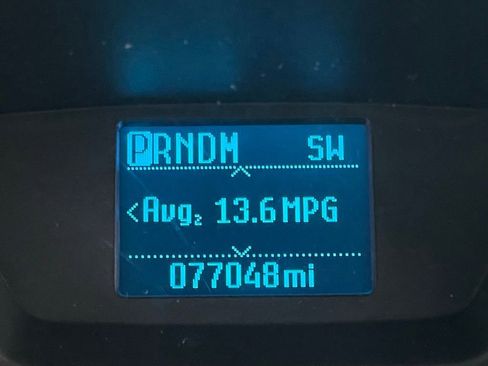 PRNDM SW
<Avg₂ 13.6 MPG
077048mi